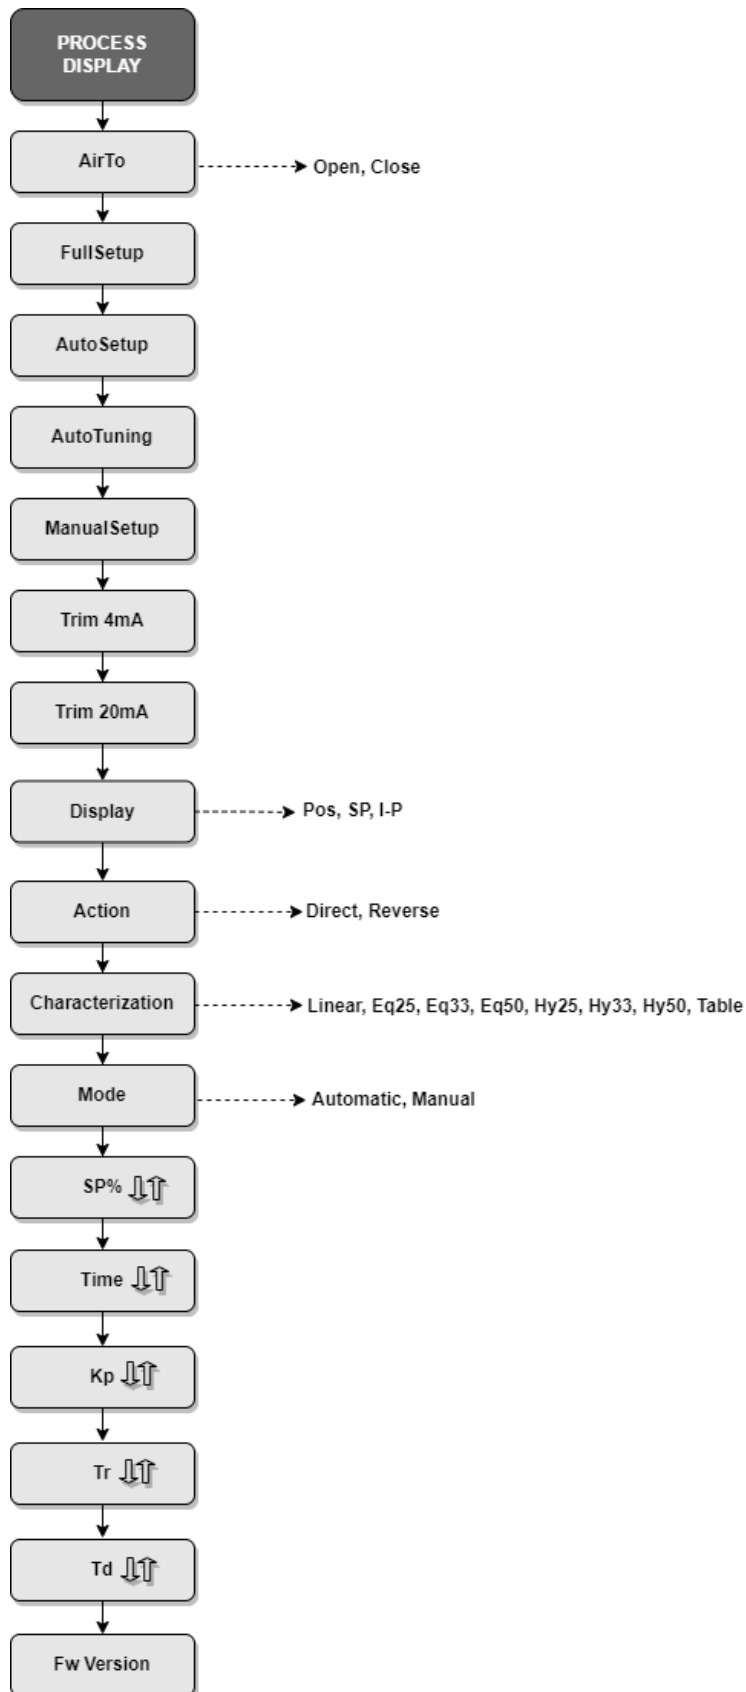 PROCESS
DISPLAY
AirTo
Open, Close
FullSetup
AutoSetup
AutoTuning
ManualSetup
Trim 4mA
Trim 20mA
Display
Pos, SP, I-P
Action
Direct, Reverse
Characterization
Linear, Eq25, Eq33, Eq50, Hy25, Hy33, Hy50, Table
Mode
Automatic, Manual
SP%
Time
Kp
Tr
Td
Fw Version